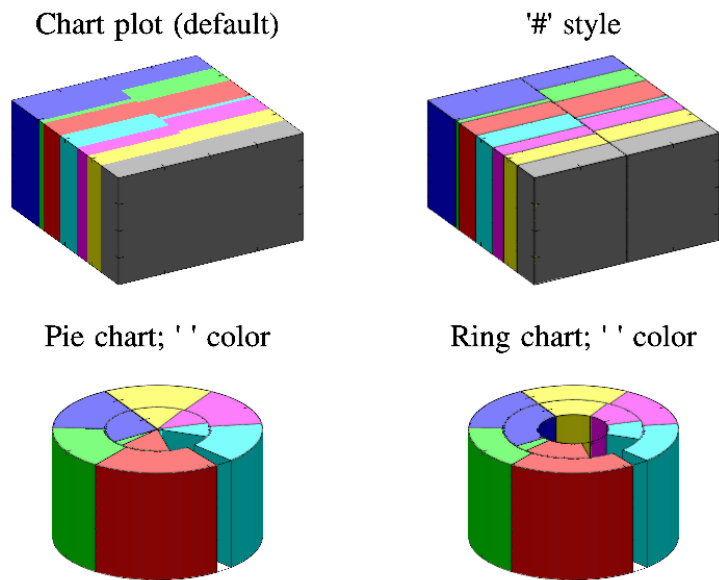 Chart plot (default)
'#' style
Pie chart; ' ' color
Ring chart; ' ' color